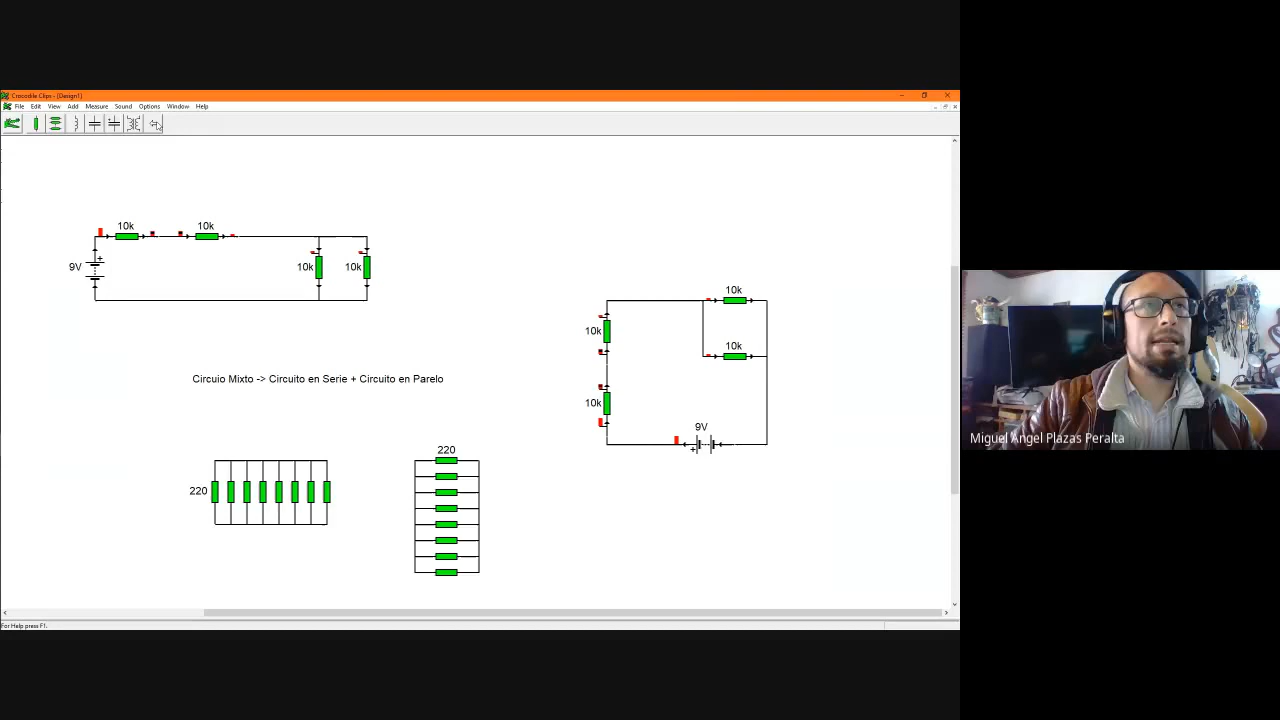 Crocodile Clips - [Design1]
File Edit View Add Measure Sound Options Window Help
10k 10k
9V
10k 10k
10k
10k
10k
10k
9V
Circuio Mixto -> Circuito en Serie + Circuito en Parelo
220
220
Miguel Angel Plazas Peralta
For Help press F1.